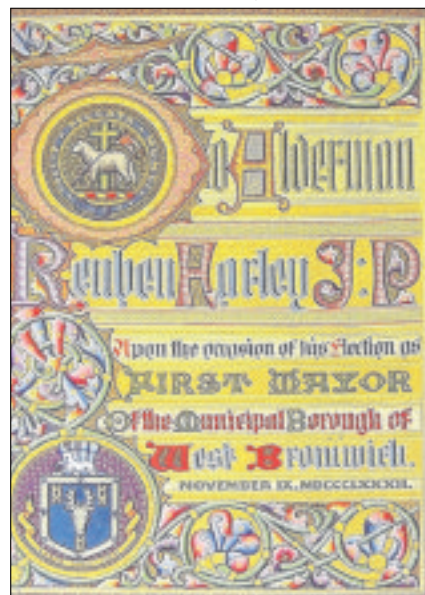 To Alderman
Reuben Farley J:P
Upon the occasion of his Election as
FIRST MAYOR
Of the Municipal Borough of
West Bromwich.
NOVEMBER IX, MDCCCLXXXII.